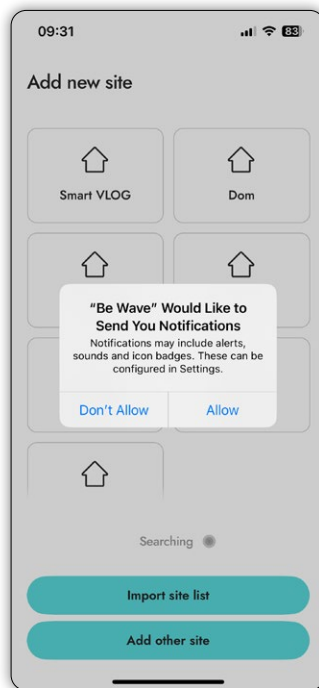 09:31
83
Add new site
Smart VLOG
Dom
“Be Wave” Would Like to
Send You Notifications
Notifications may include alerts,
sounds and icon badges. These can be
configured in Settings.
Don’t Allow
Allow
Searching
Import site list
Add other site